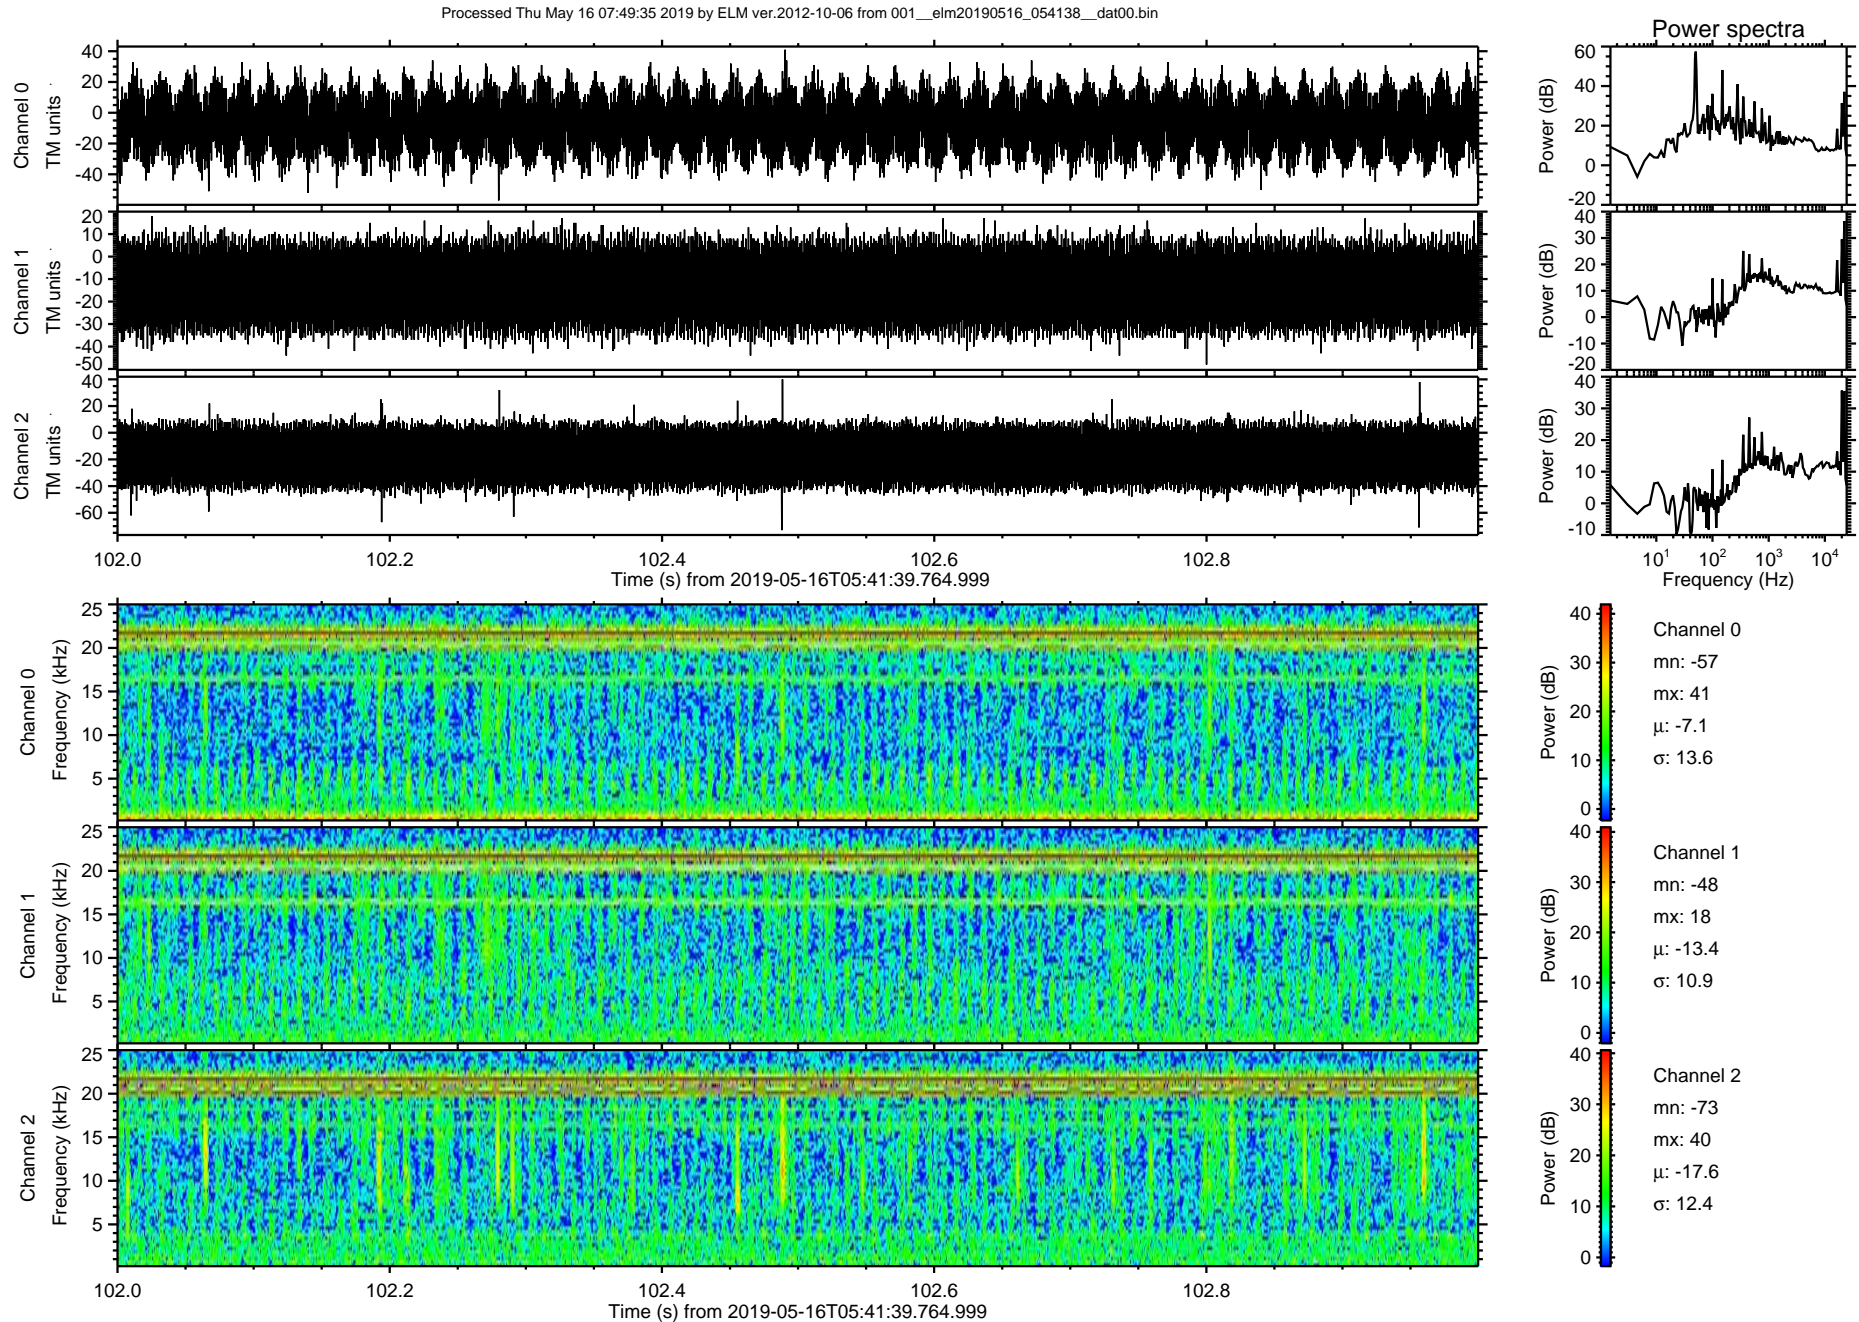 Processed Thu May 16 07:49:35 2019 by ELM ver.2012-10-06 from 001__elm20190516_054138__dat00.bin
Power spectra
Channel 0
TM units
40
20
0
-20
-40
Power (dB)
60
40
20
0
-20
Channel 1
TM units
20
10
0
-10
-20
-30
-40
-50
Power (dB)
40
30
20
10
0
-10
-20
Channel 2
TM units
40
20
0
-20
-40
-60
Power (dB)
40
30
20
10
0
-10
102.0 102.2 102.4 102.6 102.8
Time (s) from 2019-05-16T05:41:39.764.999
10^1 10^2 10^3 10^4
Frequency (Hz)
Channel 0
Frequency (kHz)
25
20
15
10
5
Power (dB)
40
30
20
10
0
Channel 0
mn: -57
mx: 41
μ: -7.1
σ: 13.6
Channel 1
Frequency (kHz)
25
20
15
10
5
Power (dB)
40
30
20
10
0
Channel 1
mn: -48
mx: 18
μ: -13.4
σ: 10.9
Channel 2
Frequency (kHz)
25
20
15
10
5
Power (dB)
40
30
20
10
0
Channel 2
mn: -73
mx: 40
μ: -17.6
σ: 12.4
102.0 102.2 102.4 102.6 102.8
Time (s) from 2019-05-16T05:41:39.764.999